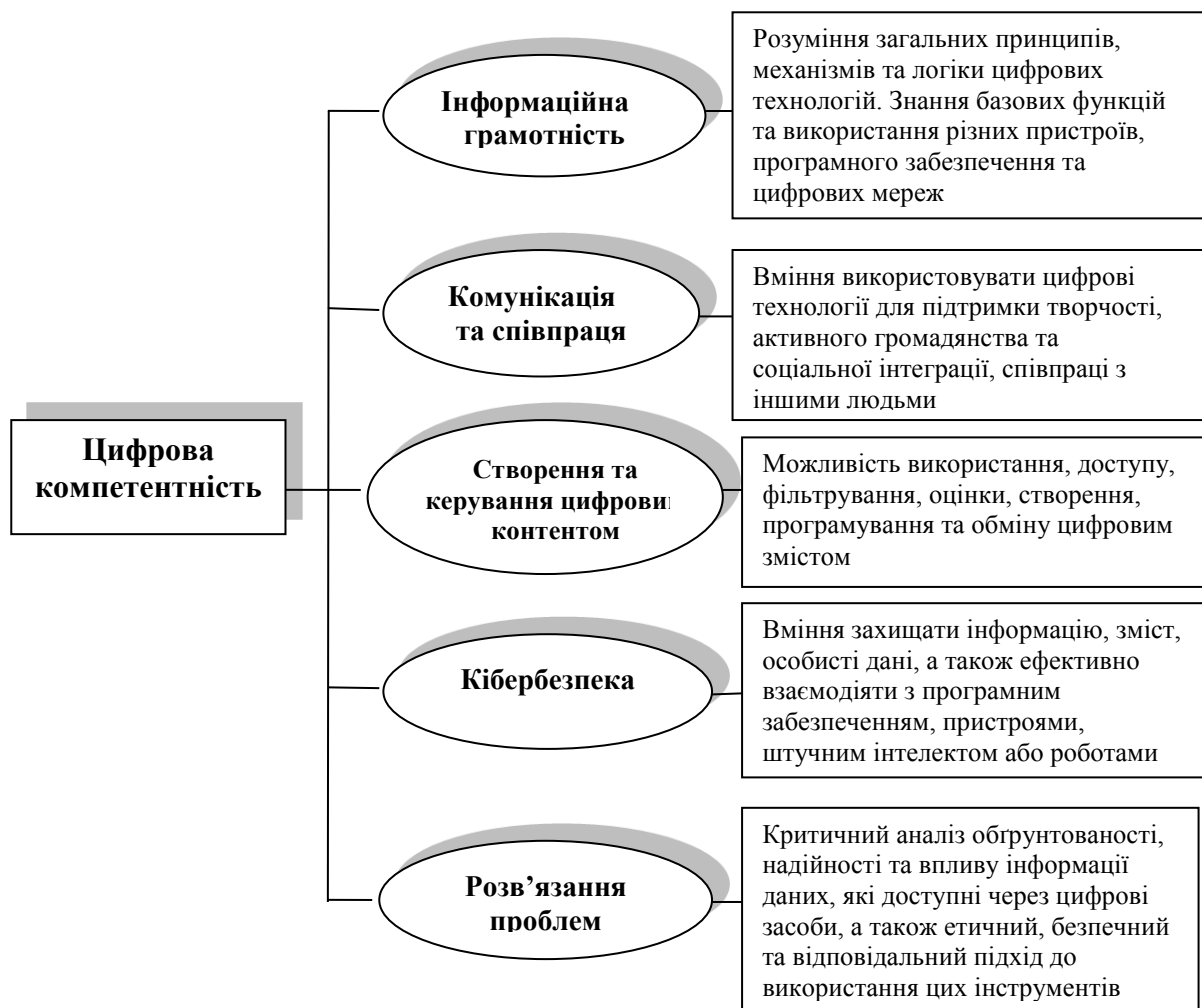 Цифрова
компетентність
Інформаційна
грамотність
Розуміння загальних принципів,
механізмів та логіки цифрових
технологій. Знання базових функцій
та використання різних пристроїв,
програмного забезпечення та
цифрових мереж
Комунікація
та співпраця
Вміння використовувати цифрові
технології для підтримки творчості,
активного громадянства та
соціальної інтеграції, співпраці з
іншими людьми
Створення та
керування цифрови
контентом
Можливість використання, доступу,
фільтрування, оцінки, створення,
програмування та обміну цифровим
змістом
Кібербезпека
Вміння захищати інформацію, зміст,
особисті дані, а також ефективно
взаємодіяти з програмним
забезпеченням, пристроями,
штучним інтелектом або роботами
Розв’язання
проблем
Критичний аналіз обґрунтованості,
надійності та впливу інформації
даних, які доступні через цифрові
засоби, а також етичний, безпечний
та відповідальний підхід до
використання цих інструментів